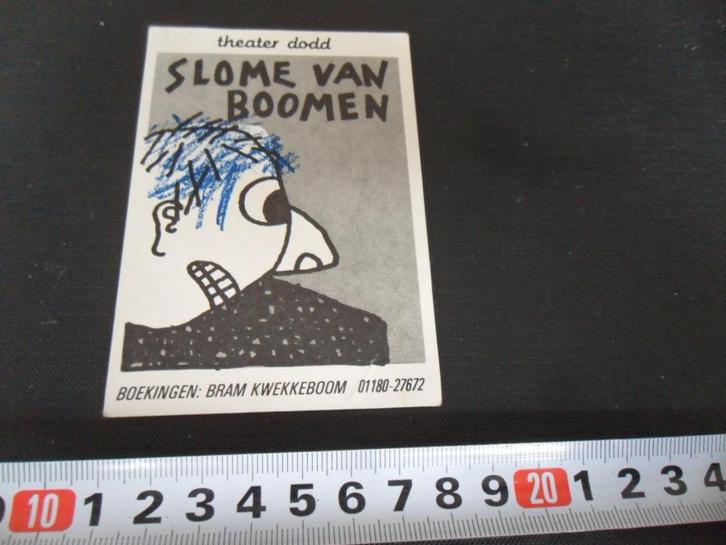 theater dodd
SLOME VAN
BOOMEN
BOEKINGEN: BRAM KWEKKEBOOM 01180-27672
10 1 2 3 4 5 6 7 8 9 20 1 2 3 4